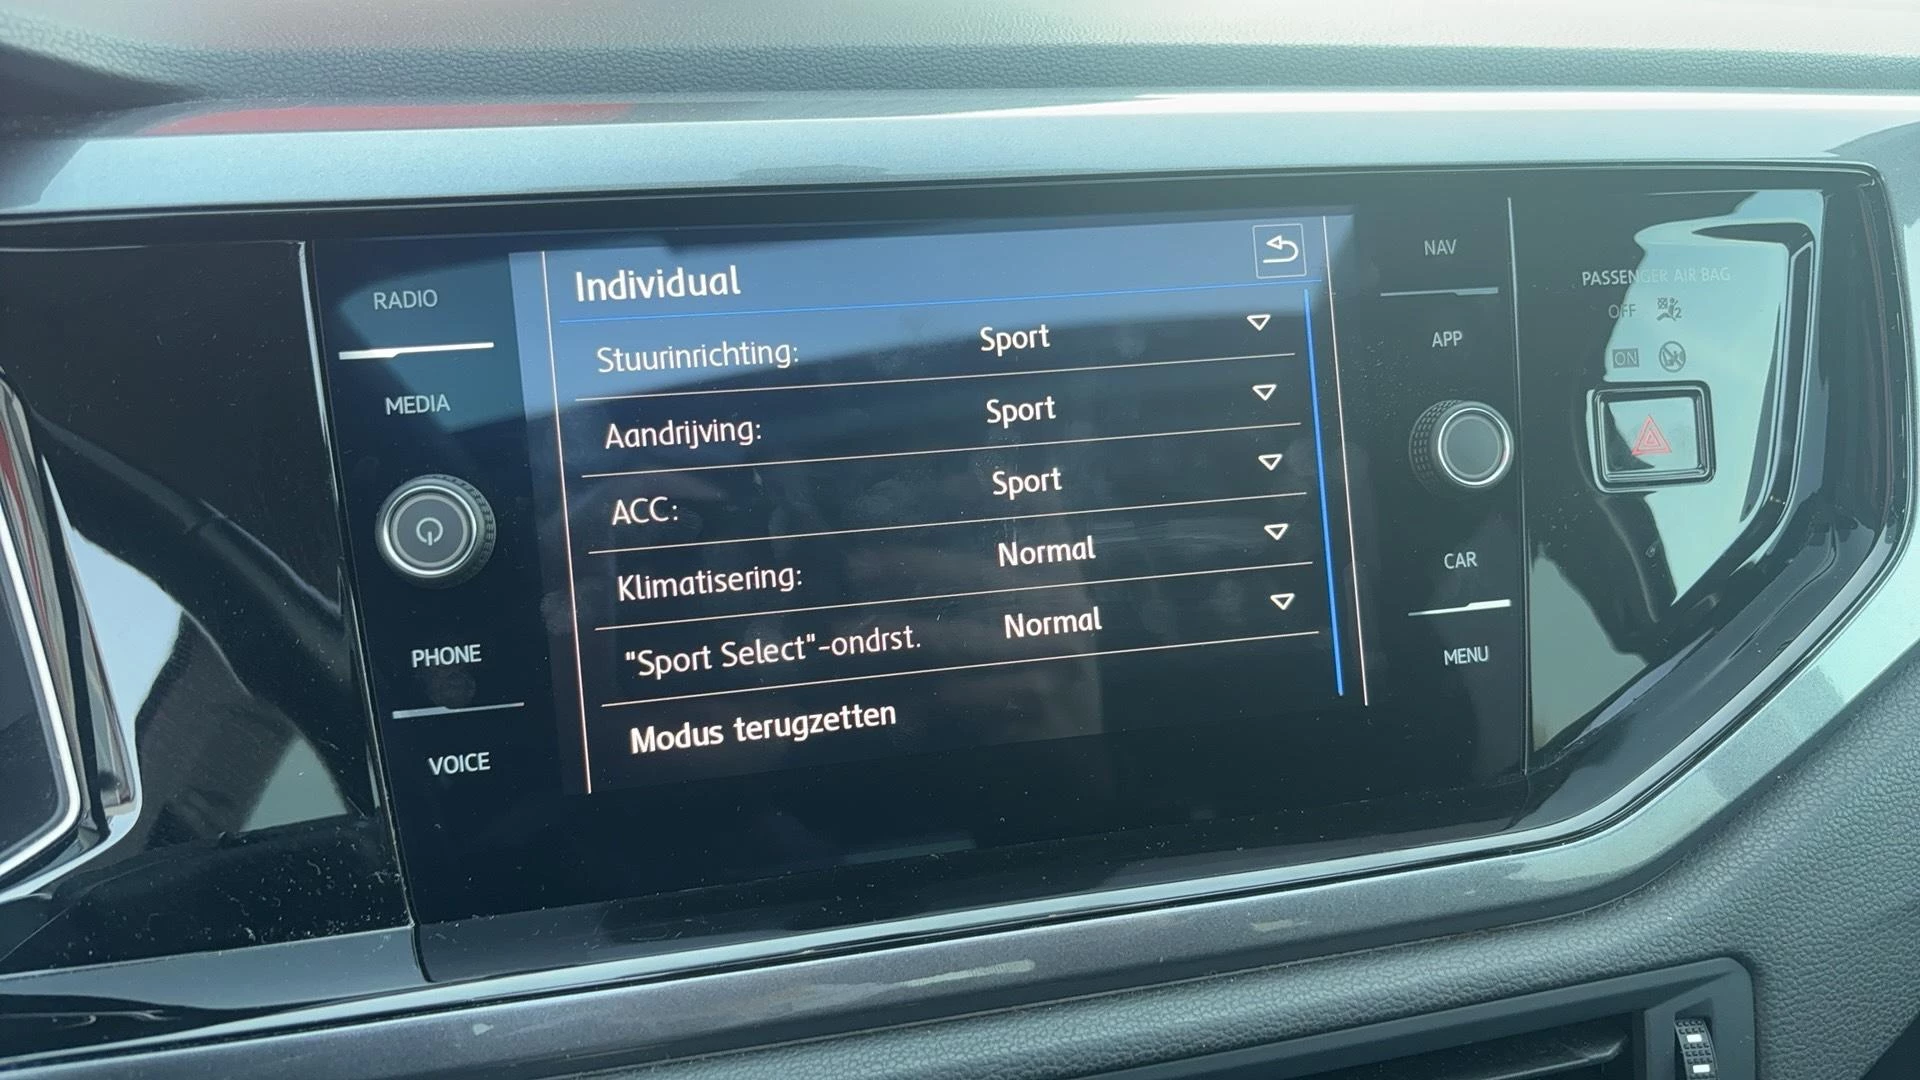 RADIO
MEDIA
PHONE
VOICE
Individual
Stuurinrichting: Sport
Aandrijving: Sport
ACC: Sport
Klimatisering: Normal
"Sport Select"-ondrst. Normal
Modus terugzetten
NAV
APP
CAR
MENU
PASSENGER AIR BAG
OFF
ON